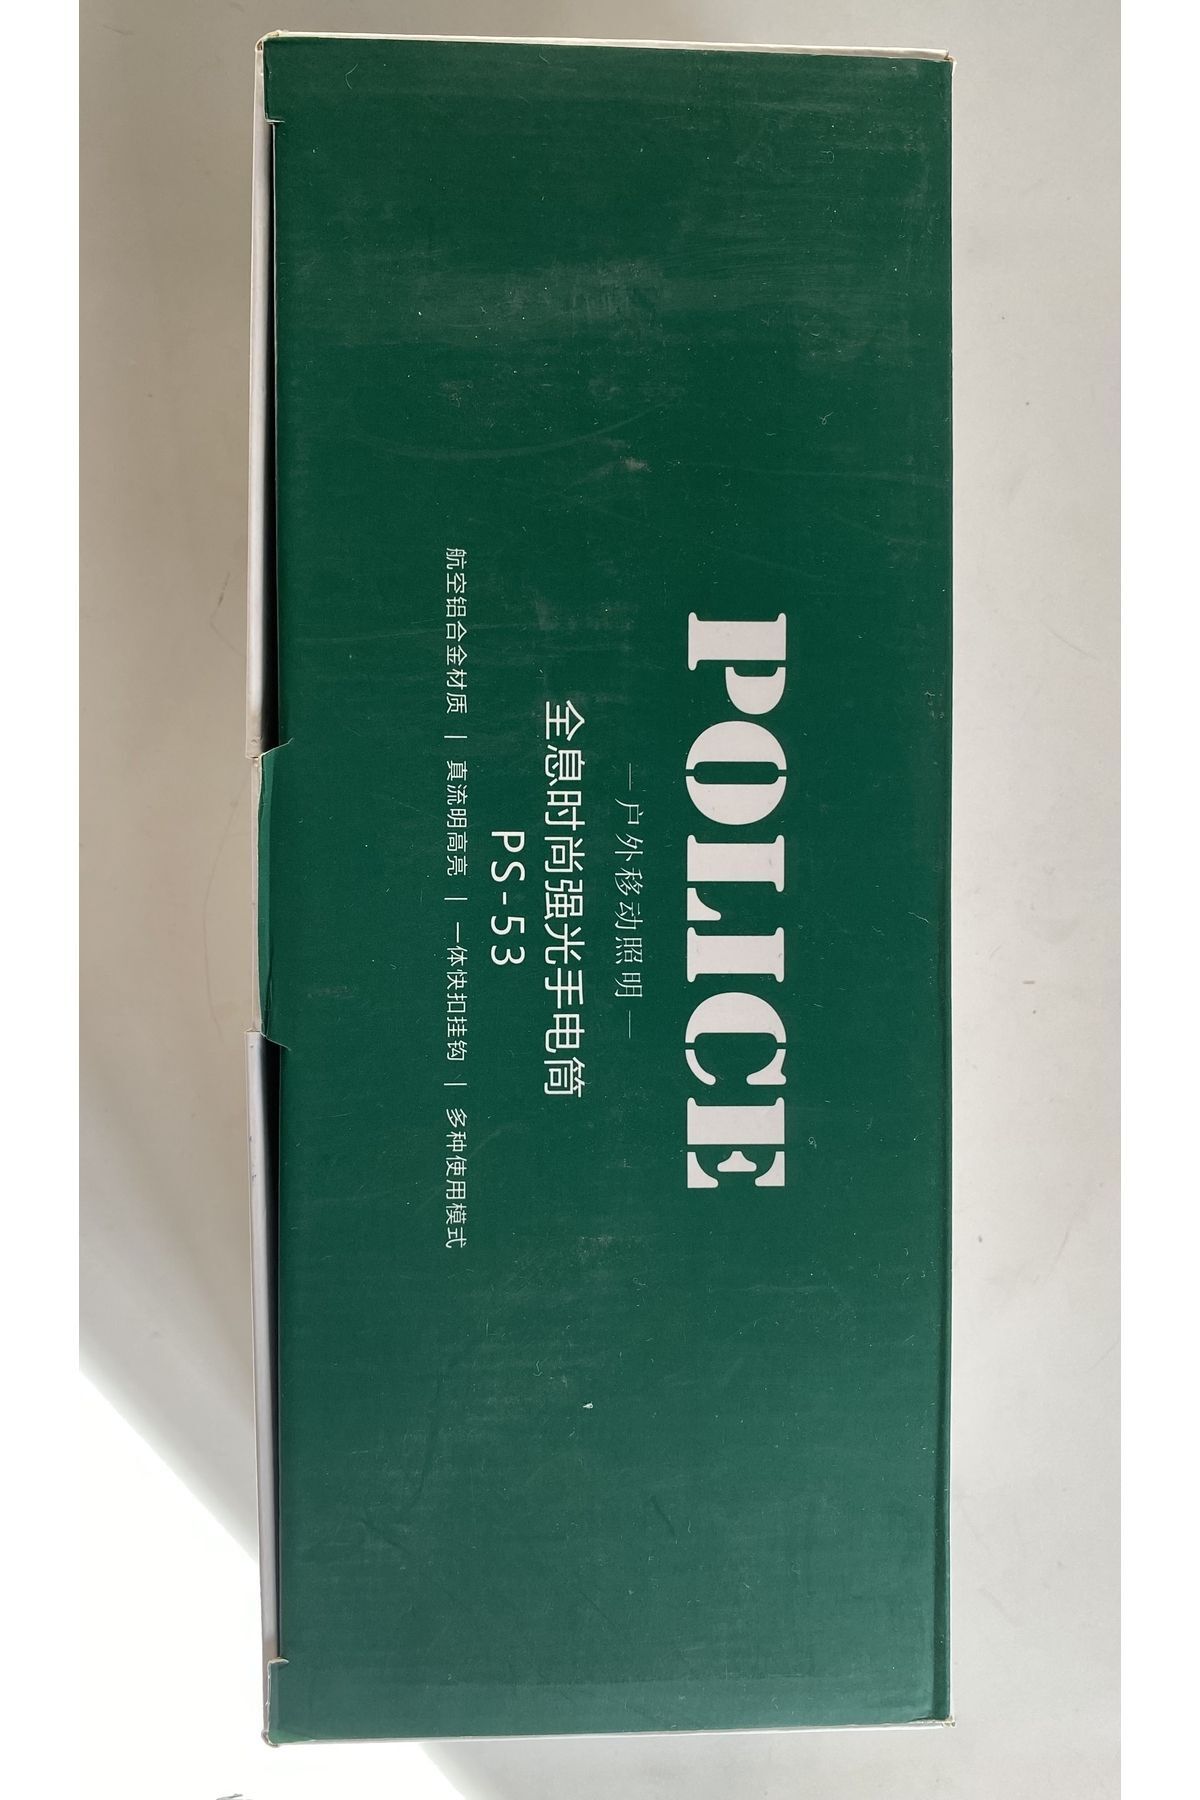 POLICE
—户外移动照明—
全息时尚强光手电筒
PS-53
航空铝合金材质 | 真流明高亮 | 一体快扣挂钩 | 多种使用模式